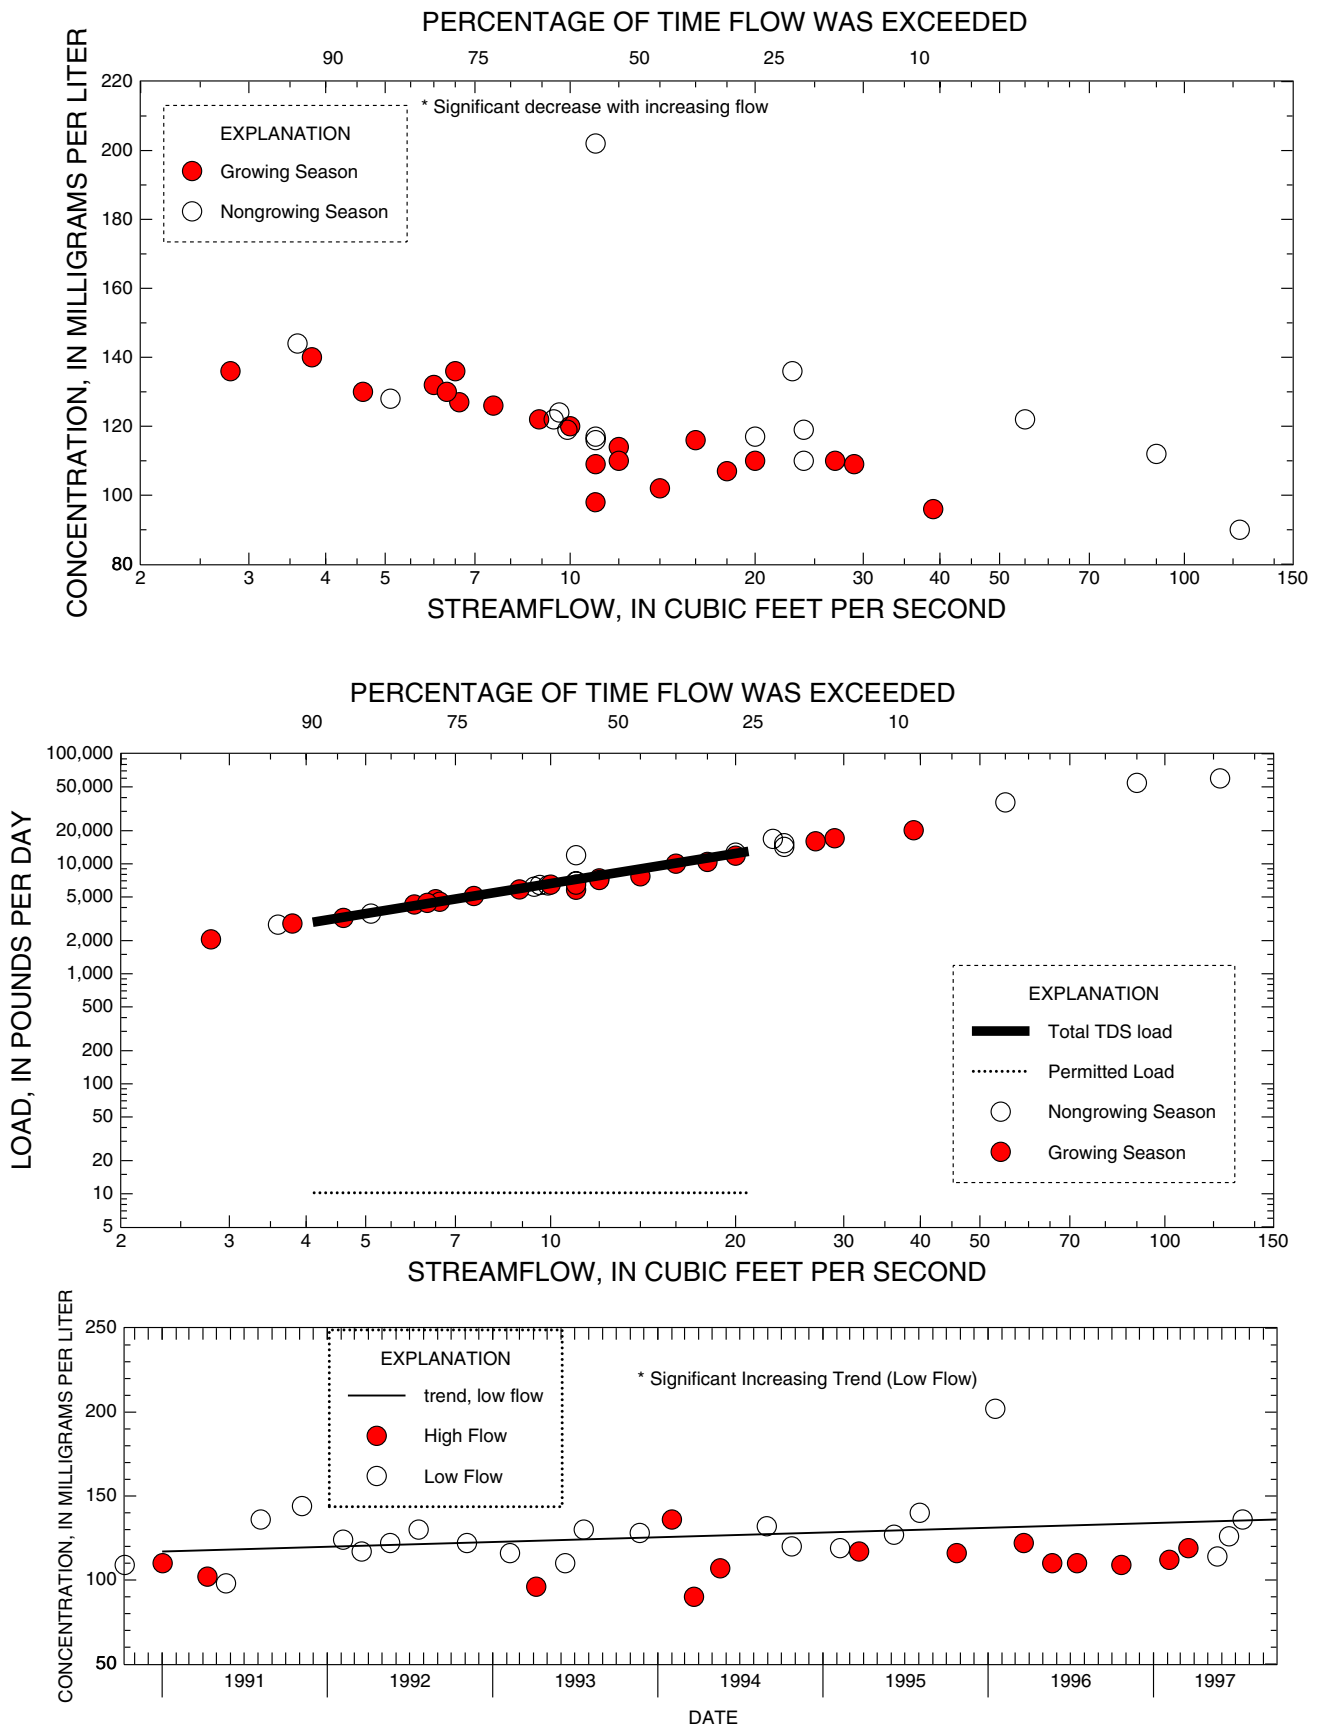 PERCENTAGE OF TIME FLOW WAS EXCEEDED
90 75 50 25 10
CONCENTRATION, IN MILLIGRAMS PER LITER
220
200
180
160
140
120
100
80
* Significant decrease with increasing flow
EXPLANATION
Growing Season
Nongrowing Season
2 3 4 5 7 10 20 30 40 50 70 100 150
STREAMFLOW, IN CUBIC FEET PER SECOND
PERCENTAGE OF TIME FLOW WAS EXCEEDED
90 75 50 25 10
LOAD, IN POUNDS PER DAY
100,000
50,000
20,000
10,000
5,000
2,000
1,000
500
200
100
50
20
10
5
EXPLANATION
Total TDS load
Permitted Load
Nongrowing Season
Growing Season
2 3 4 5 7 10 20 30 40 50 70 100 150
STREAMFLOW, IN CUBIC FEET PER SECOND
CONCENTRATION, IN MILLIGRAMS PER LITER
250
200
150
100
50
EXPLANATION
trend, low flow
High Flow
Low Flow
* Significant Increasing Trend (Low Flow)
1991 1992 1993 1994 1995 1996 1997
DATE